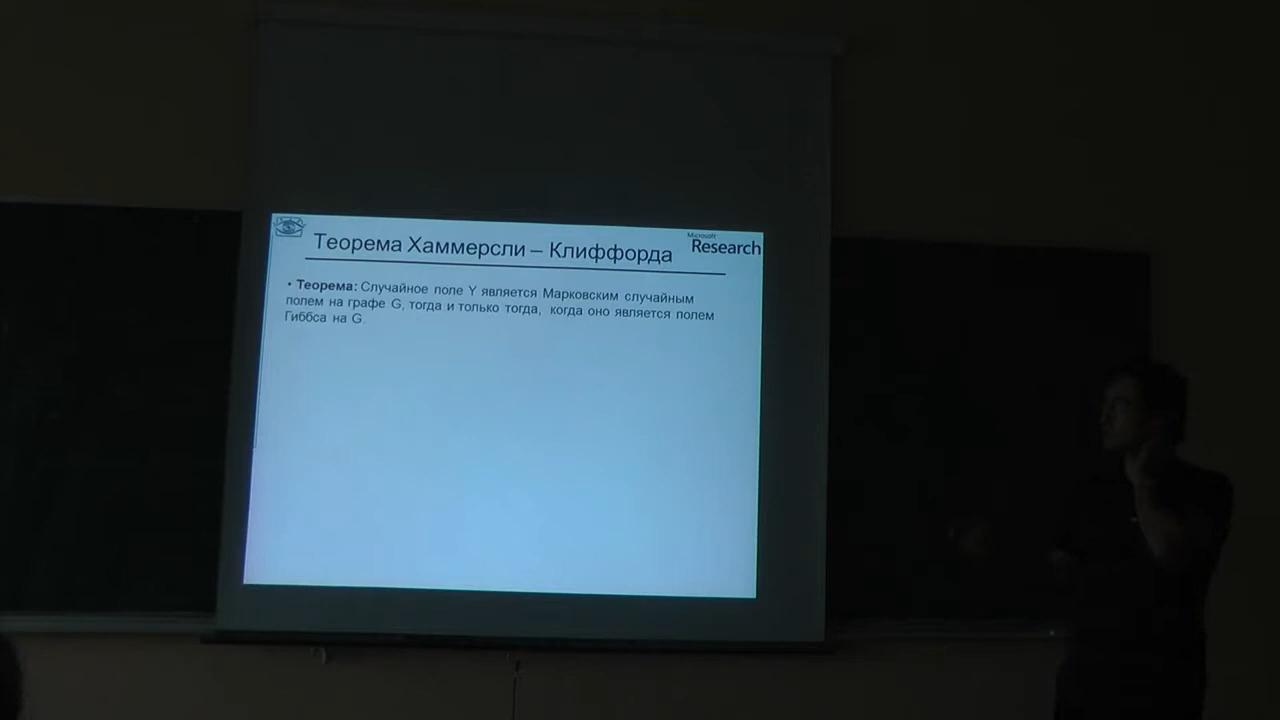 Теорема Хаммерсли – Клиффорда
Microsoft
Research
• Теорема: Случайное поле Y является Марковским случайным
полем на графе G, тогда и только тогда, когда оно является полем
Гиббса на G.